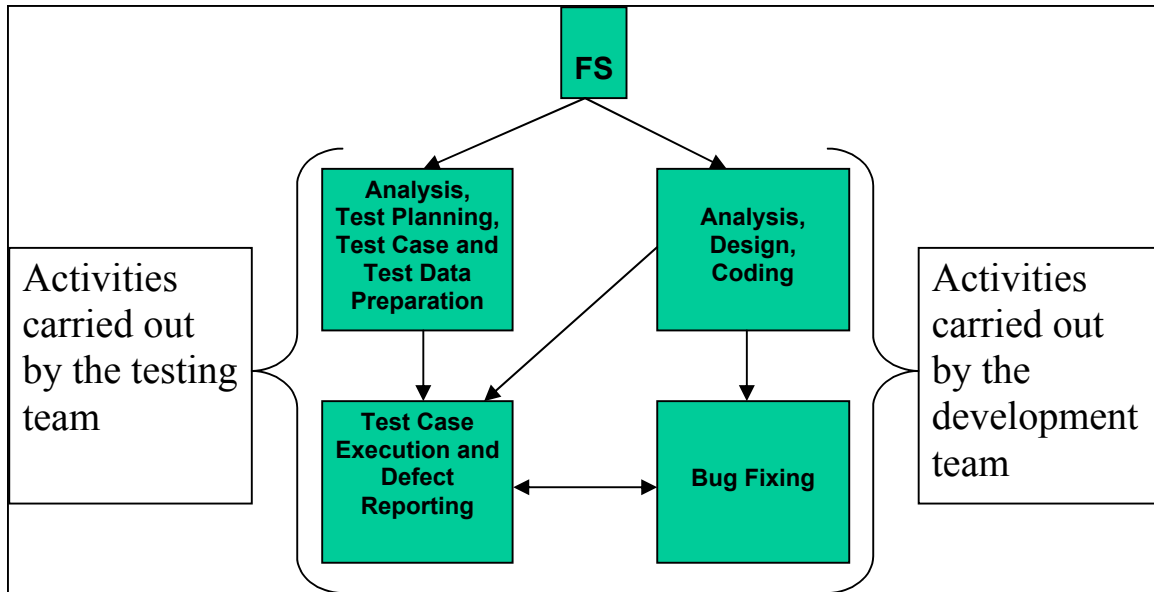 FS
Analysis,
Test Planning,
Test Case and
Test Data
Preparation
Analysis,
Design,
Coding
Activities
carried out
by the testing
team
Activities
carried out
by the
development
team
Test Case
Execution and
Defect
Reporting
Bug Fixing